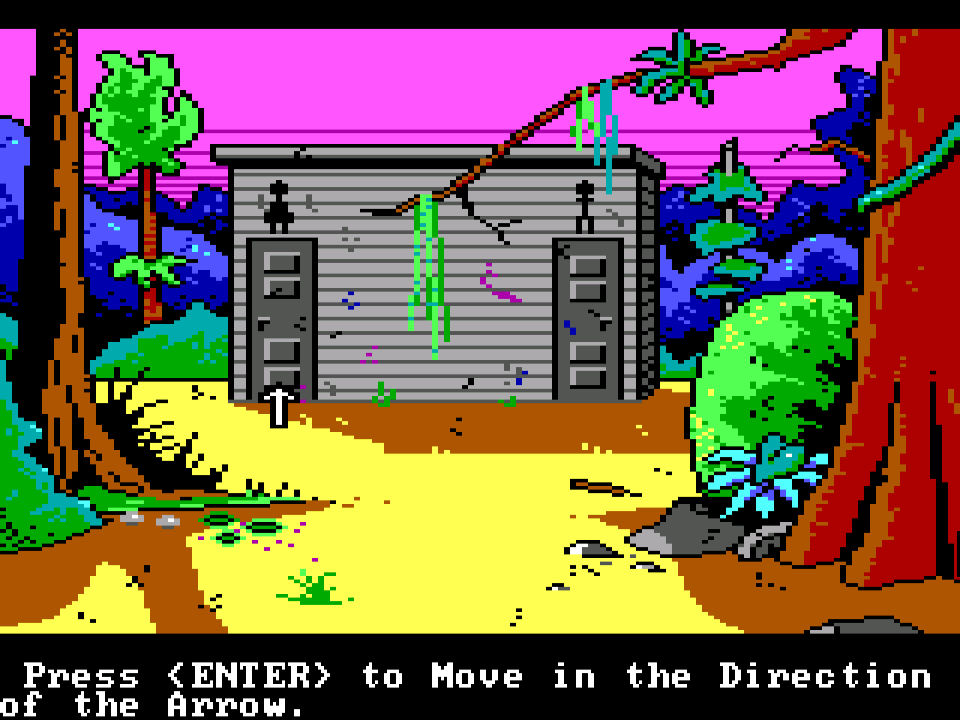 Press <ENTER> to Move in the Direction
of the Arrow.